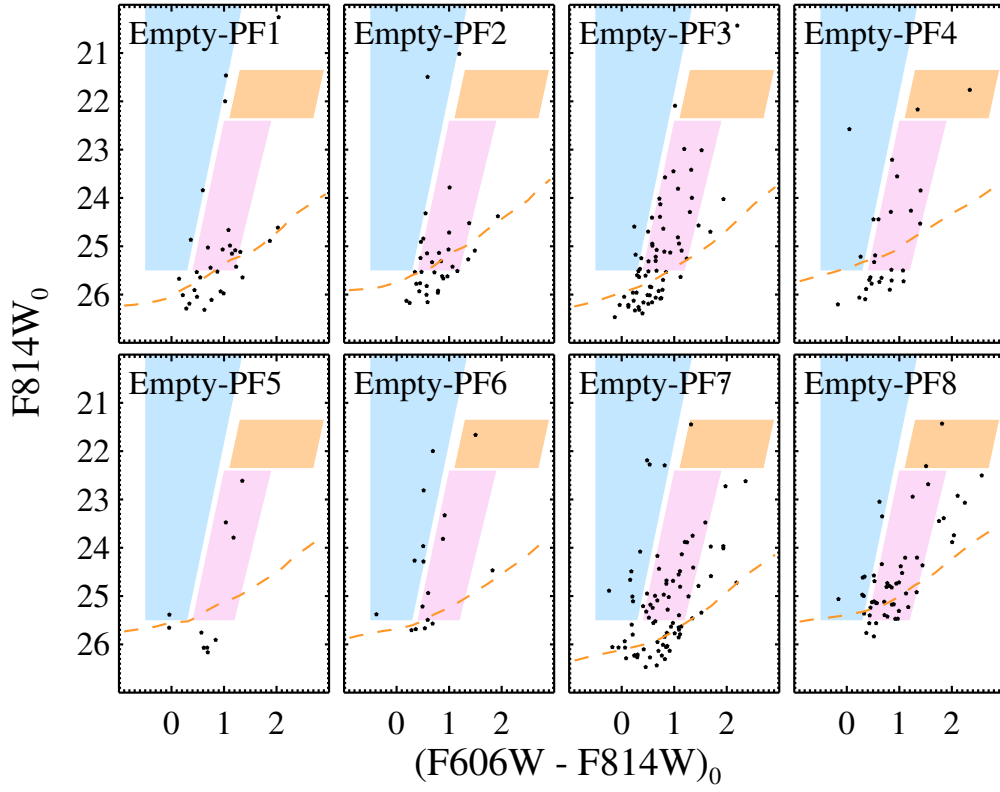 Empty-PF1 Empty-PF2 Empty-PF3 Empty-PF4
21
22
23
24
25
26
Empty-PF5 Empty-PF6 Empty-PF7 Empty-PF8
21
22
23
24
25
26
F814W₀
0 1 2 0 1 2 0 1 2 0 1 2
(F606W - F814W)₀